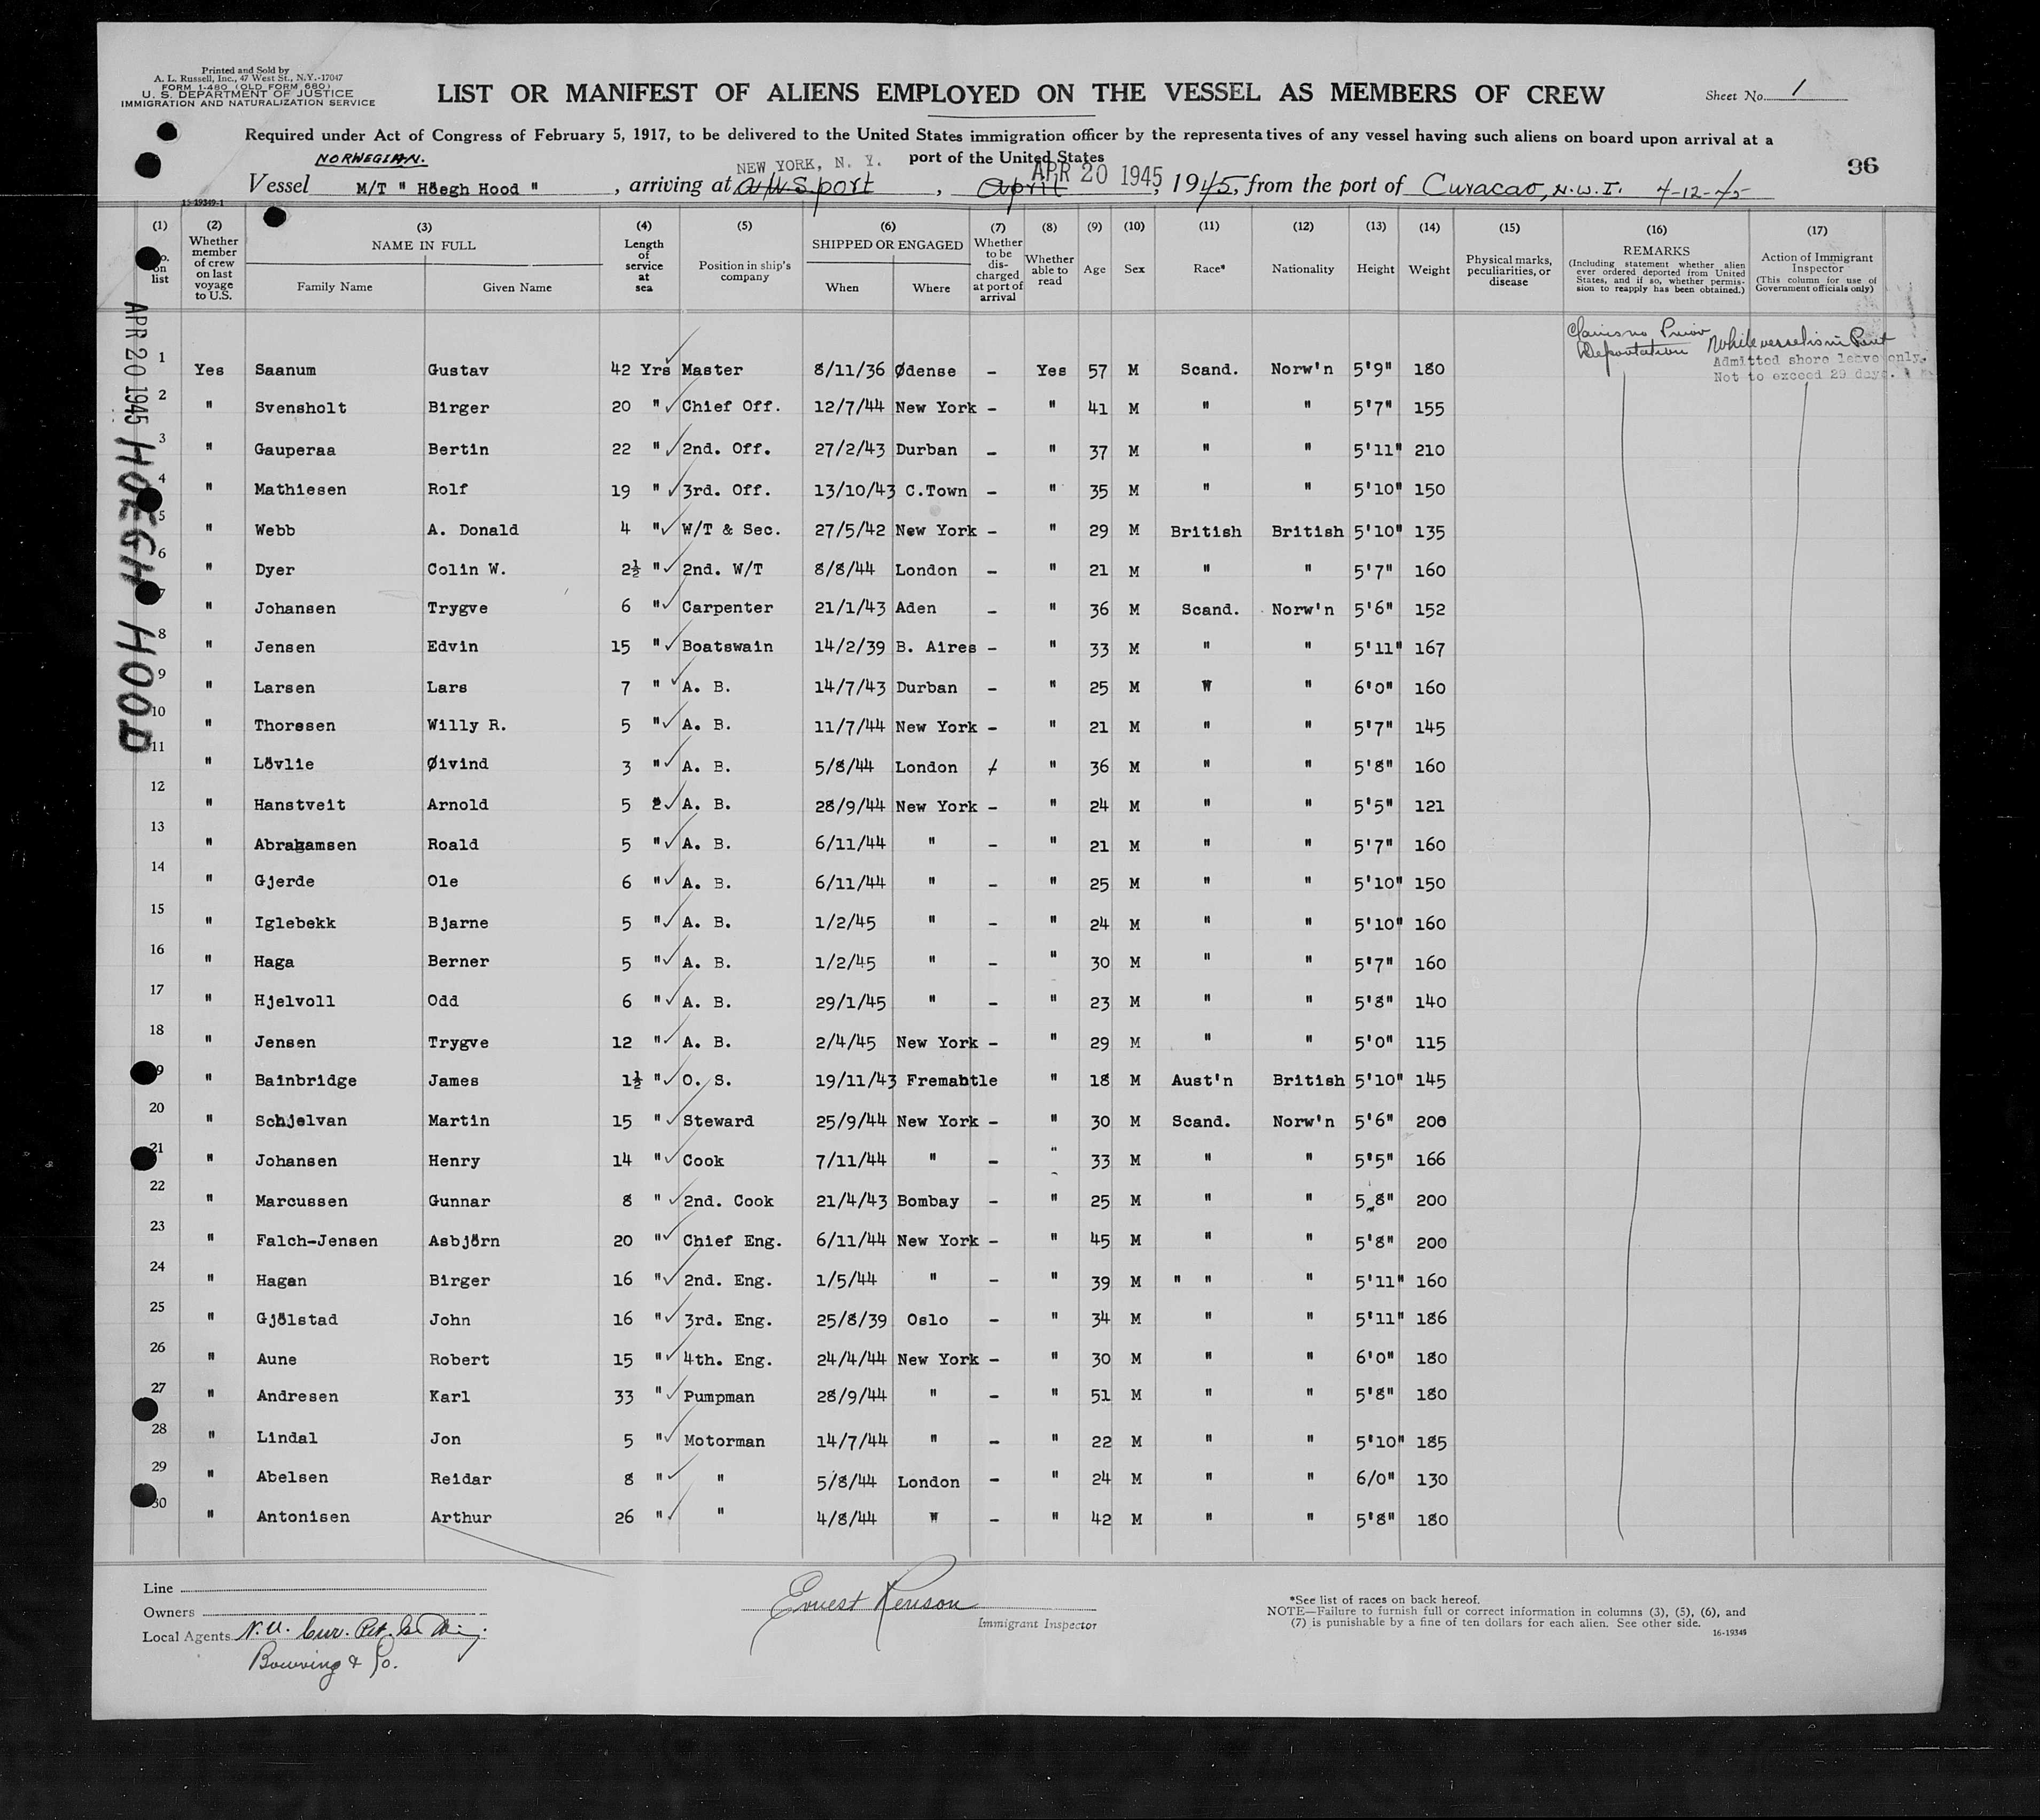 Printed and Sold by
A. L. Russell, Inc., 47 West St., N.Y.-17047
FORM I-480 (OLD FORM 680)
U. S. DEPARTMENT OF JUSTICE
IMMIGRATION AND NATURALIZATION SERVICE
LIST OR MANIFEST OF ALIENS EMPLOYED ON THE VESSEL AS MEMBERS OF CREW
Sheet No. 1
Required under Act of Congress of February 5, 1917, to be delivered to the United States immigration officer by the representatives of any vessel having such aliens on board upon arrival at a
port of the United States
NORWEGIAN.
NEW YORK, N. Y.
APR 20 1945
96
Vessel M/T " Höegh Hood ", arriving at a U.S. port, April, 1945, from the port of Curacao, N.W.I. 4-12-45
16-19349-1
(1) No. on list
(2) Whether member of crew on last voyage to U.S.
(3) NAME IN FULL Family Name Given Name
(4) Length of service at sea
(5) Position in ship's company
(6) SHIPPED OR ENGAGED When Where
(7) Whether to be discharged at port of arrival
(8) Whether able to read
(9) Age
(10) Sex
(11) Race*
(12) Nationality
(13) Height
(14) Weight
(15) Physical marks, peculiarities, or disease
(16) REMARKS (Including statement whether alien ever ordered deported from United States, and if so, whether permission to reapply has been obtained.)
(17) Action of Immigrant Inspector (This column for use of Government officials only)
Claims no Prior
Deportation
While vessel is in Port
Admitted shore leave only.
Not to exceed 29 days.
APR 20 1945
HOEGH HOOD
1 Yes Saanum Gustav 42 Yrs Master 8/11/36 Ødense - Yes 57 M Scand. Norw'n 5'9" 180
2 " Svensholt Birger 20 " Chief Off. 12/7/44 New York - " 41 M " " 5'7" 155
3 " Gauperaa Bertin 22 " 2nd. Off. 27/2/43 Durban - " 37 M " " 5'11" 210
4 " Mathiesen Rolf 19 " 3rd. Off. 13/10/43 C.Town - " 35 M " " 5'10" 150
5 " Webb A. Donald 4 " W/T & Sec. 27/5/42 New York - " 29 M British British 5'10" 135
6 " Dyer Colin W. 2½ " 2nd. W/T 8/8/44 London - " 21 M " " 5'7" 160
7 " Johansen Trygve 6 " Carpenter 21/1/43 Aden - " 36 M Scand. Norw'n 5'6" 152
8 " Jensen Edvin 15 " Boatswain 14/2/39 B. Aires - " 33 M " " 5'11" 167
9 " Larsen Lars 7 " A. B. 14/7/43 Durban - " 25 M W " 6'0" 160
10 " Thoresen Willy R. 5 " A. B. 11/7/44 New York - " 21 M " " 5'7" 145
11 " Lövlie Øivind 3 " A. B. 5/8/44 London / " 36 M " " 5'8" 160
12 " Hanstveit Arnold 5 2 A. B. 28/9/44 New York - " 24 M " " 5'5" 121
13 " Abrahamsen Roald 5 " A. B. 6/11/44 " - " 21 M " " 5'7" 160
14 " Gjerde Ole 6 " A. B. 6/11/44 " - " 25 M " " 5'10" 150
15 " Iglebekk Bjarne 5 " A. B. 1/2/45 " - " 24 M " " 5'10" 160
16 " Haga Berner 5 " A. B. 1/2/45 " - " 30 M " " 5'7" 160
17 " Hjelvoll Odd 6 " A. B. 29/1/45 " - " 23 M " " 5'8" 140
18 " Jensen Trygve 12 " A. B. 2/4/45 New York - " 29 M " " 5'0" 115
19 " Bainbridge James 1½ " O. S. 19/11/43 Fremantle " 18 M Aust'n British 5'10" 145
20 " Schjelvan Martin 15 " Steward 25/9/44 New York - " 30 M Scand. Norw'n 5'6" 200
21 " Johansen Henry 14 " Cook 7/11/44 " - " 33 M " " 5'5" 166
22 " Marcussen Gunnar 8 " 2nd. Cook 21/4/43 Bombay - " 25 M " " 5,8" 200
23 " Falch-Jensen Asbjörn 20 " Chief Eng. 6/11/44 New York - " 45 M " " 5'8" 200
24 " Hagan Birger 16 " 2nd. Eng. 1/5/44 " - " 39 M " " " 5'11" 160
25 " Gjölstad John 16 " 3rd. Eng. 25/8/39 Oslo - " 34 M " " 5'11" 186
26 " Aune Robert 15 " 4th. Eng. 24/4/44 New York - " 30 M " " 6'0" 180
27 " Andresen Karl 33 " Pumpman 28/9/44 " - " 51 M " " 5'8" 180
28 " Lindal Jon 5 " Motorman 14/7/44 " - " 22 M " " 5'10" 185
29 " Abelsen Reidar 8 " " 5/8/44 London - " 24 M " " 6/0" 130
30 " Antonisen Arthur 26 " " 4/8/44 W - " 42 M " " 5'8" 180
Line
Owners
Local Agents N.V. Cur. Pet.
Bowring & Co.
Ernest Renson
Immigrant Inspector
*See list of races on back hereof.
NOTE—Failure to furnish full or correct information in columns (3), (5), (6), and
(7) is punishable by a fine of ten dollars for each alien. See other side.
16-19349